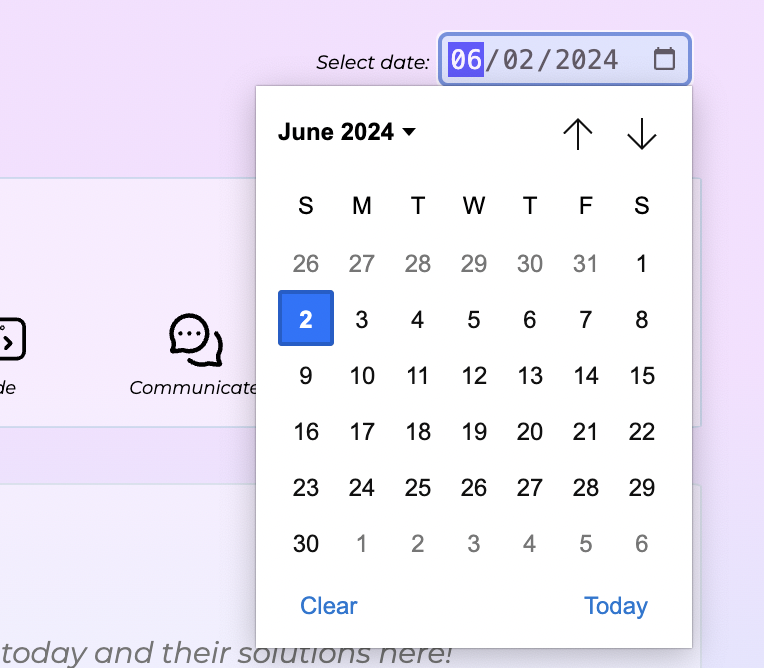 Select date: 06/02/2024
June 2024
S M T W T F S
26 27 28 29 30 31 1
2 3 4 5 6 7 8
9 10 11 12 13 14 15
16 17 18 19 20 21 22
23 24 25 26 27 28 29
30 1 2 3 4 5 6
Clear Today
de
Communicate
today and their solutions here!